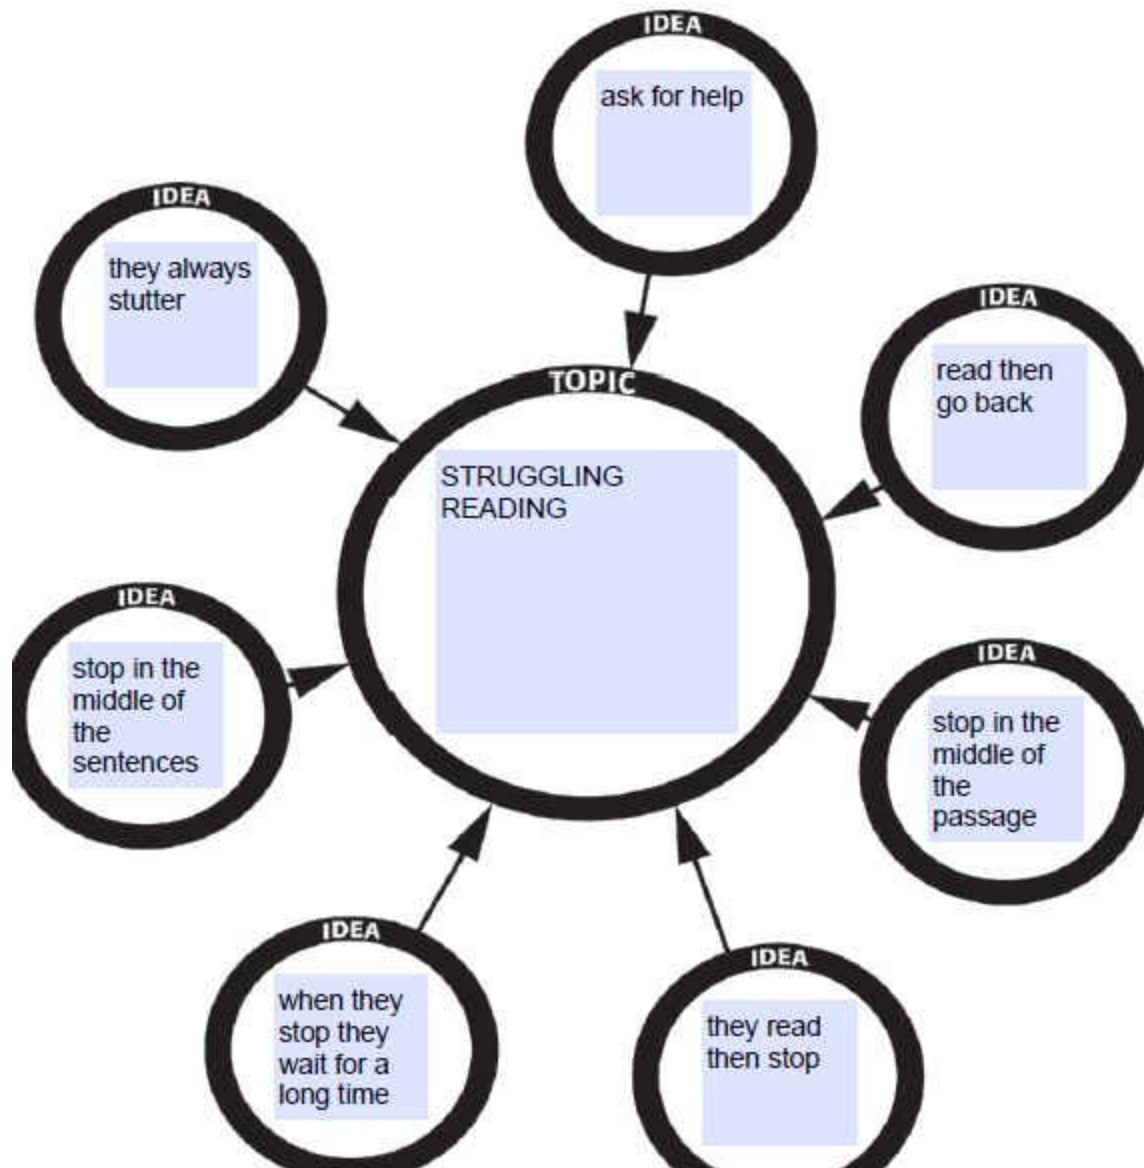 IDEA
ask for help
IDEA
they always
stutter
IDEA
read then
go back
TOPIC
STRUGGLING
READING
IDEA
stop in the
middle of
the
sentences
IDEA
stop in the
middle of
the
passage
IDEA
when they
stop they
wait for a
long time
IDEA
they read
then stop